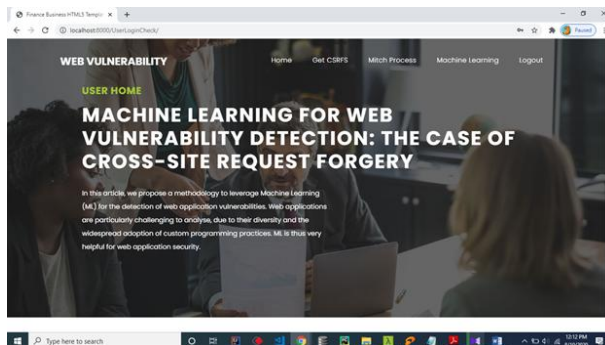 Finance Business HTML5 Templa
localhost:8000/UserLoginCheck/
Paused
WEB VULNERABILITY
Home Get CSRFS Mitch Process Machine Learning Logout
USER HOME
MACHINE LEARNING FOR WEB
VULNERABILITY DETECTION: THE CASE OF
CROSS-SITE REQUEST FORGERY
In this article, we propose a methodology to leverage Machine Learning
(ML) for the detection of web application vulnerabilities. Web applications
are particularly challenging to analyse, due to their diversity and the
widespread adoption of custom programming practices. ML is thus very
helpful for web application security.
Type here to search
12:12 PM